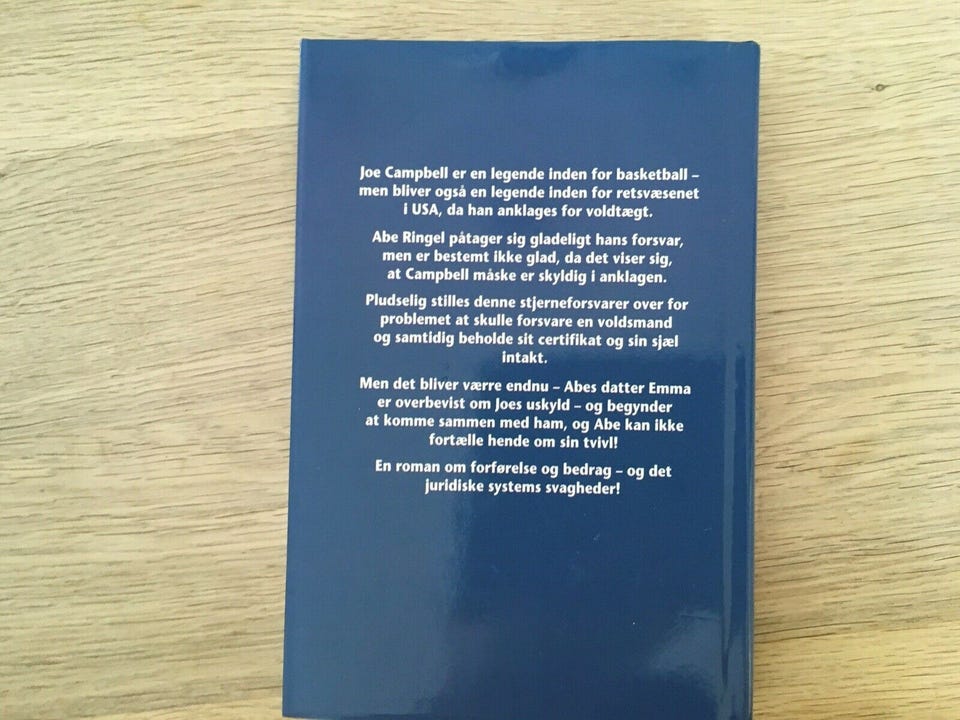 Joe Campbell er en legende inden for basketball –
men bliver også en legende inden for retsvæsenet
i USA, da han anklages for voldtægt.
Abe Ringel påtager sig gladeligt hans forsvar,
men er bestemt ikke glad, da det viser sig,
at Campbell måske er skyldig i anklagen.
Pludselig stilles denne stjerneforsvarer over for
problemet at skulle forsvare en voldsmand
og samtidig beholde sit certifikat og sin sjæl
intakt.
Men det bliver værre endnu – Abes datter Emma
er overbevist om Joes uskyld – og begynder
at komme sammen med ham, og Abe kan ikke
fortælle hende om sin tvivl!
En roman om forførelse og bedrag – og det
juridiske systems svagheder!